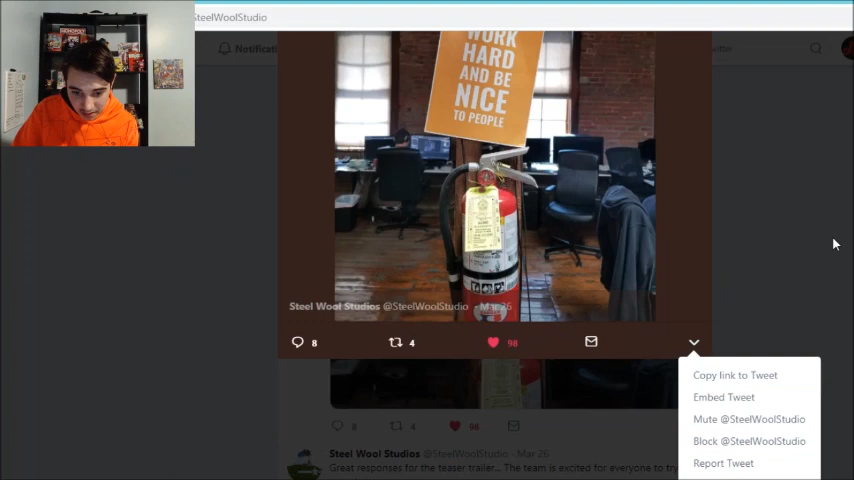 SteelWoolStudio
Notificati
witter
MONOPOLY
WORK
HARD
AND BE
NICE
TO PEOPLE
Steel Wool Studios @SteelWoolStudio - Mar 26
8
4
98
Copy link to Tweet
Embed Tweet
Mute @SteelWoolStudio
Block @SteelWoolStudio
Report Tweet
8
4
98
Steel Wool Studios @SteelWoolStudio - Mar 26
Great responses for the teaser trailer... The team is excited for everyone to try